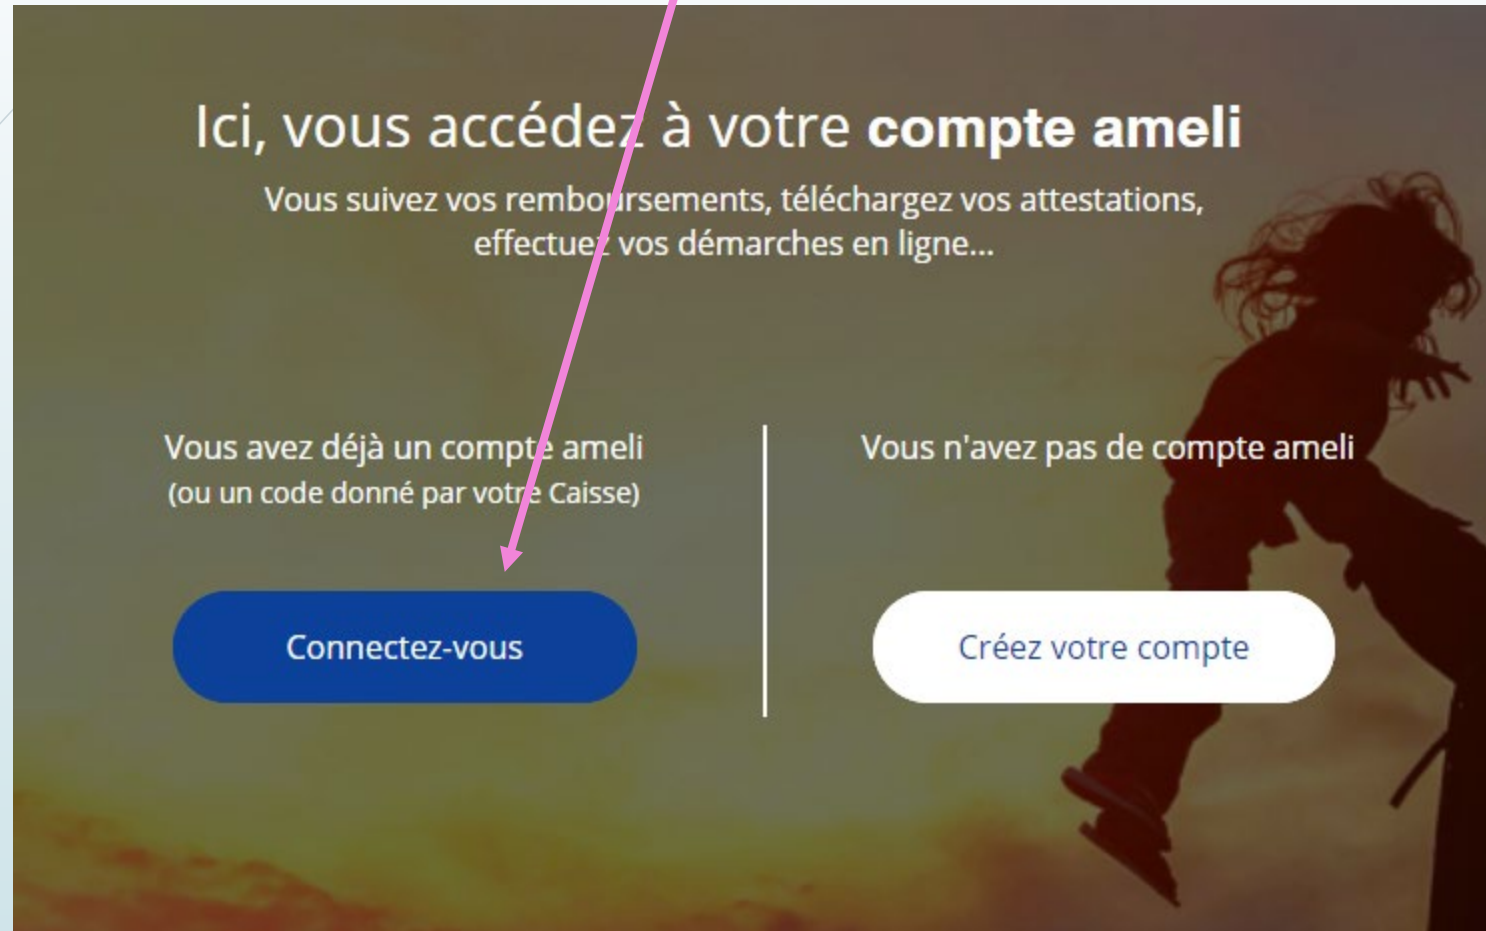 Ici, vous accédez à votre compte ameli
Vous suivez vos remboursements, téléchargez vos attestations,
effectuez vos démarches en ligne...
Vous avez déjà un compte ameli
(ou un code donné par votre Caisse)
Connectez-vous
Vous n'avez pas de compte ameli
Créez votre compte